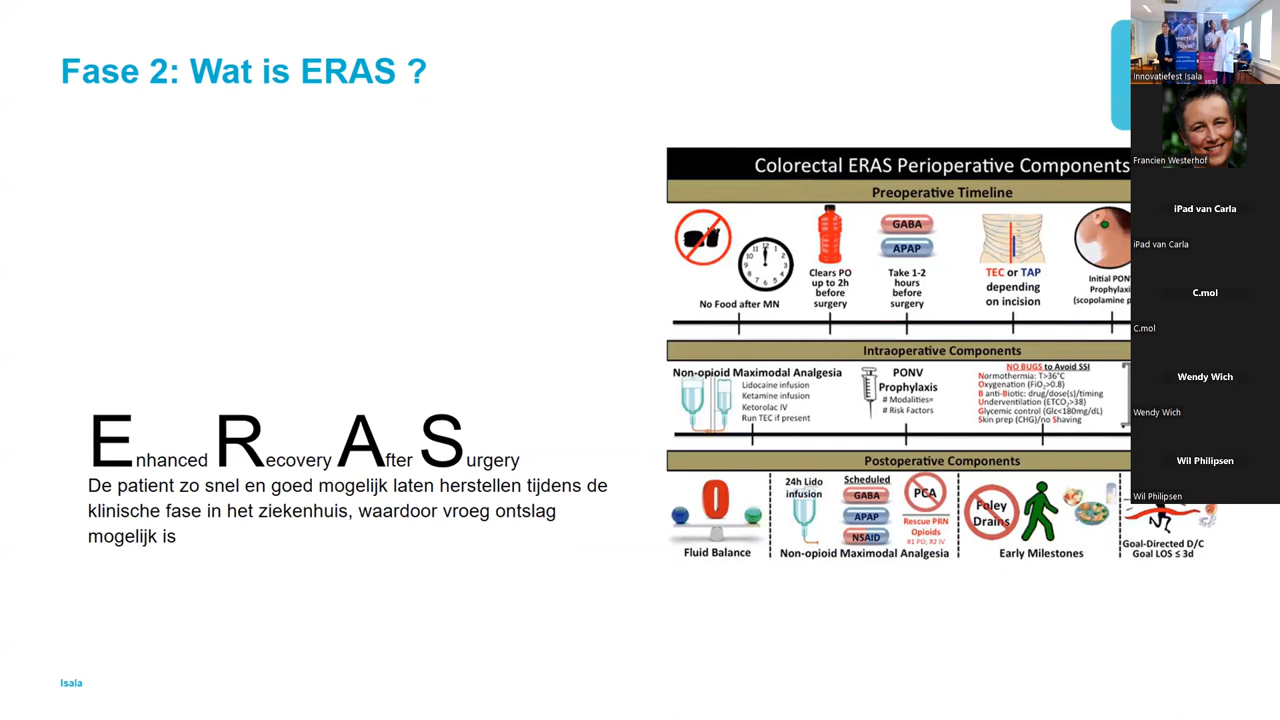 Fase 2: Wat is ERAS ?
Enhanced Recovery After Surgery
De patient zo snel en goed mogelijk laten herstellen tijdens de
klinische fase in het ziekenhuis, waardoor vroeg ontslag
mogelijk is
Isala
Colorectal ERAS Perioperative Components
Preoperative Timeline
No Food after MN
Clears PO
up to 2h
before
surgery
GABA
APAP
Take 1-2
hours
before
surgery
TEC or TAP
depending
on incision
Initial PON
Prophylaxi
(scopolamine p
Intraoperative Components
Non-opioid Maximodal Analgesia
Lidocaine infusion
Ketamine infusion
Ketorolac IV
Run TEC if present
PONV
Prophylaxis
# Modalities=
# Risk Factors
NO BUGS to Avoid SSI
Normothermia: T>36°C
Oxygenation (FiO2>0.8)
B anti-Biotic: drug/dose(s)/timing
Underventilation (ETCO2>38)
Glycemic control (Glc<180mg/dL)
Skin prep (CHG)/no Shaving
Postoperative Components
Fluid Balance
24h Lido
infusion
Scheduled
GABA
APAP
NSAID
PCA
Rescue PRN
Opioids
#1 PO, #2 IV
Non-opioid Maximodal Analgesia
Foley
Drains
Early Milestones
Goal-Directed D/C
Goal LOS ≤ 3d
Innovatiefest Isala
Francien Westerhof
iPad van Carla
iPad van Carla
C.mol
C.mol
Wendy Wich
Wendy Wich
Wil Philipsen
Wil Philipsen